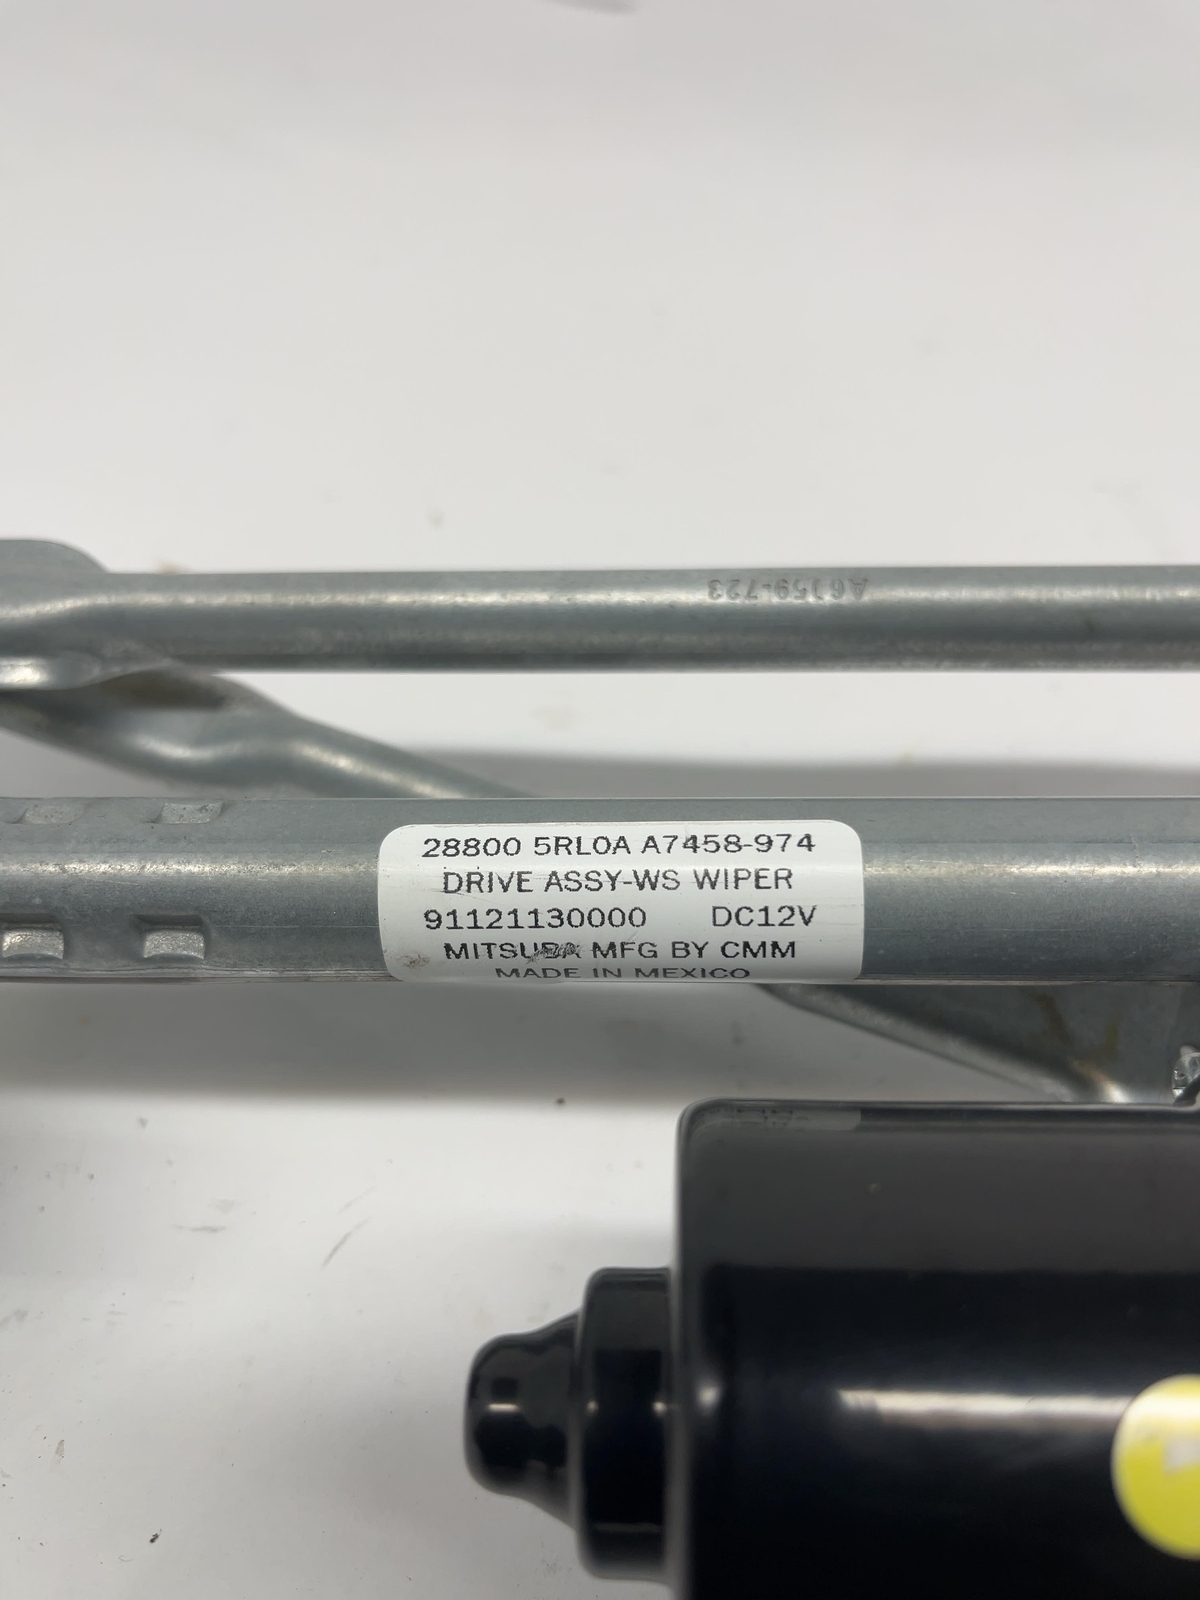 A6159-723
28800 5RL0A A7458-974
DRIVE ASSY-WS WIPER
91121130000 DC12V
MITSUBA MFG BY CMM
MADE IN MEXICO